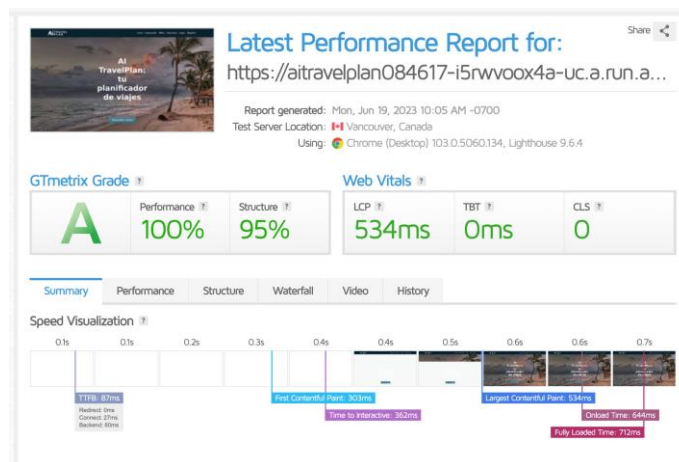 AI
TravelPlan:
tu
planificador
de viajes
Latest Performance Report for:
Share
https://aitravelplan084617-i5rwvoox4a-uc.a.run.a...
Report generated: Mon, Jun 19, 2023 10:05 AM -0700
Test Server Location: Vancouver, Canada
Using: Chrome (Desktop) 103.0.5060.134, Lighthouse 9.6.4
GTmetrix Grade ?
Web Vitals ?
A
Performance ?
Structure ?
LCP ?
TBT ?
CLS ?
100%
95%
534ms
0ms
0
Summary Performance Structure Waterfall Video History
Speed Visualization ?
0.1s 0.1s 0.2s 0.3s 0.4s 0.4s 0.5s 0.6s 0.6s 0.7s
TTFB: 87ms
Redirect: 0ms
Connect: 27ms
Backend: 60ms
First Contentful Paint: 303ms
Time to Interactive: 362ms
Largest Contentful Paint: 534ms
Onload Time: 644ms
Fully Loaded Time: 712ms